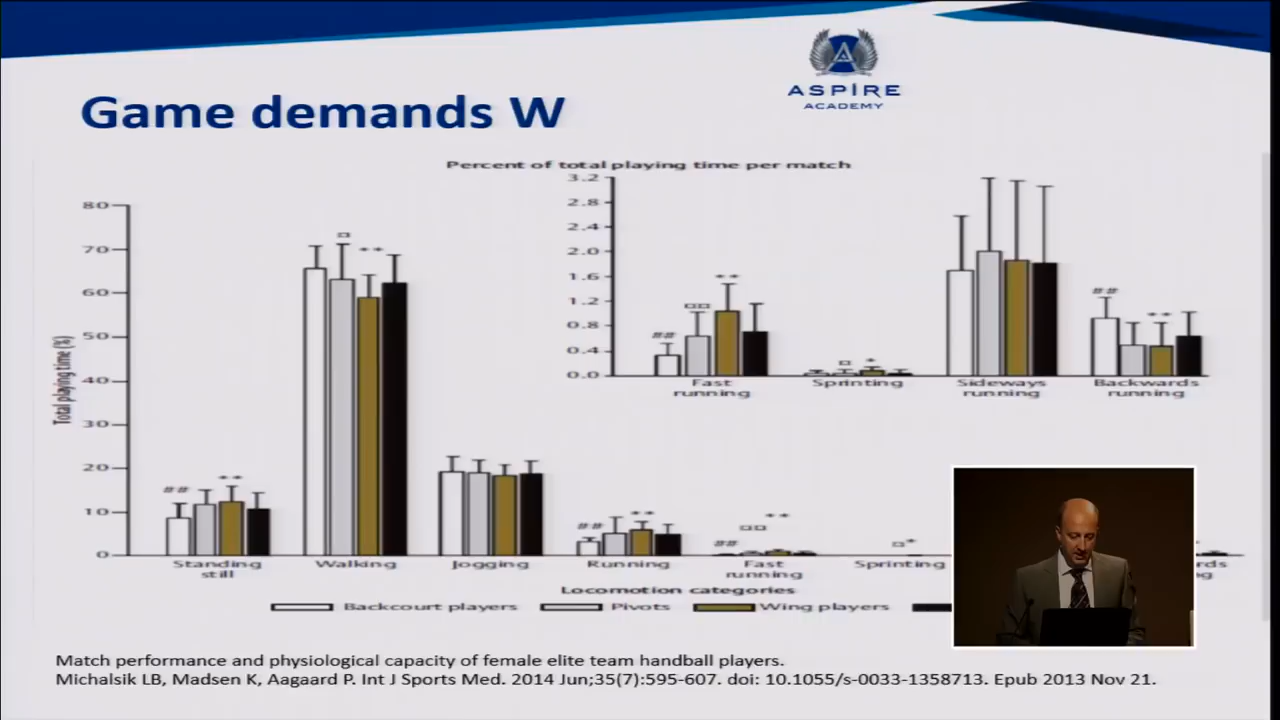 ASPIRE
ACADEMY
Game demands W
Percent of total playing time per match
3.2
2.8
2.4
2.0
1.6
1.2
0.8
0.4
0.0
## ¤¤ **
¤ *
## **
Fast running
Sprinting
Sideways running
Backwards running
Total playing time (%)
80
70
60
50
40
30
20
10
0
## **
¤ **
## **
## ¤¤ **
¤*
Standing still
Walking
Jogging
Running
Fast running
Sprinting
Locomotion categories
Backcourt players
Pivots
Wing players
Match performance and physiological capacity of female elite team handball players.
Michalsik LB, Madsen K, Aagaard P. Int J Sports Med. 2014 Jun;35(7):595-607. doi: 10.1055/s-0033-1358713. Epub 2013 Nov 21.